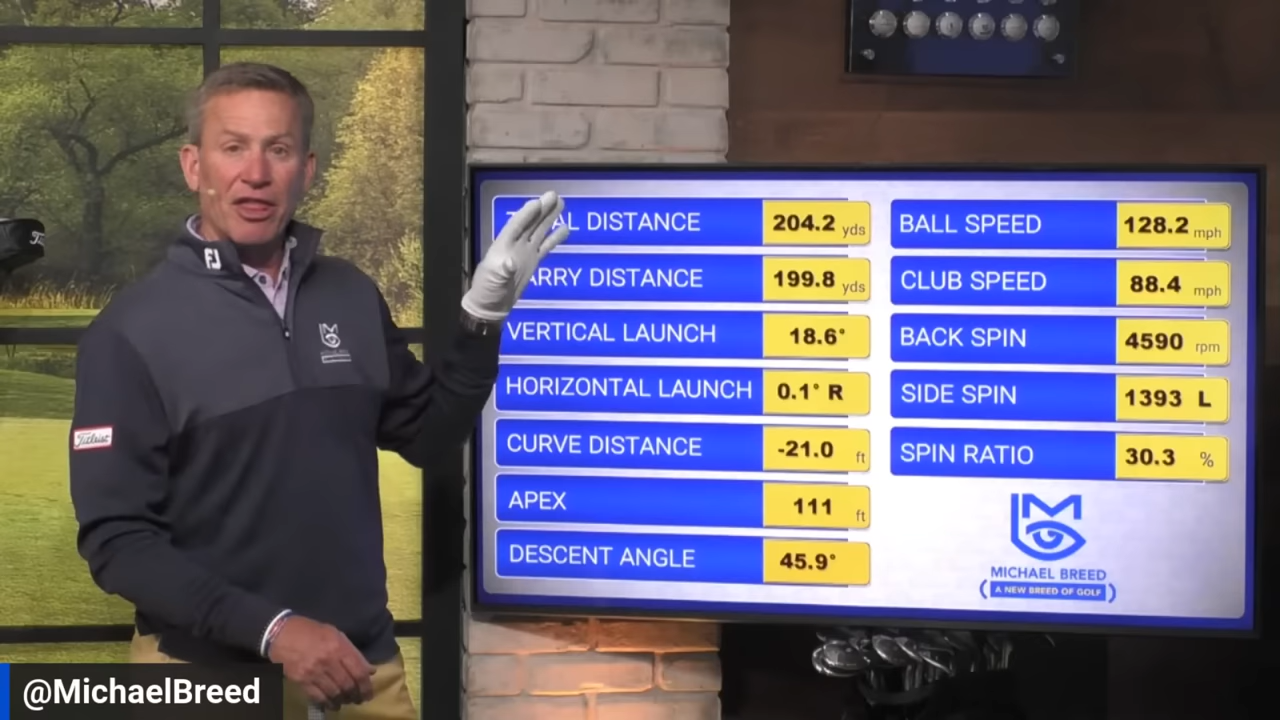 FJ
Titleist
DISTANCE 204.2 yds
DISTANCE 199.8 yds
VERTICAL LAUNCH 18.6°
HORIZONTAL LAUNCH 0.1° R
CURVE DISTANCE -21.0 ft
APEX 111 ft
DESCENT ANGLE 45.9°
BALL SPEED 128.2 mph
CLUB SPEED 88.4 mph
BACK SPIN 4590 rpm
SIDE SPIN 1393 L
SPIN RATIO 30.3 %
MICHAEL BREED
(A NEW BREED OF GOLF)
@MichaelBreed